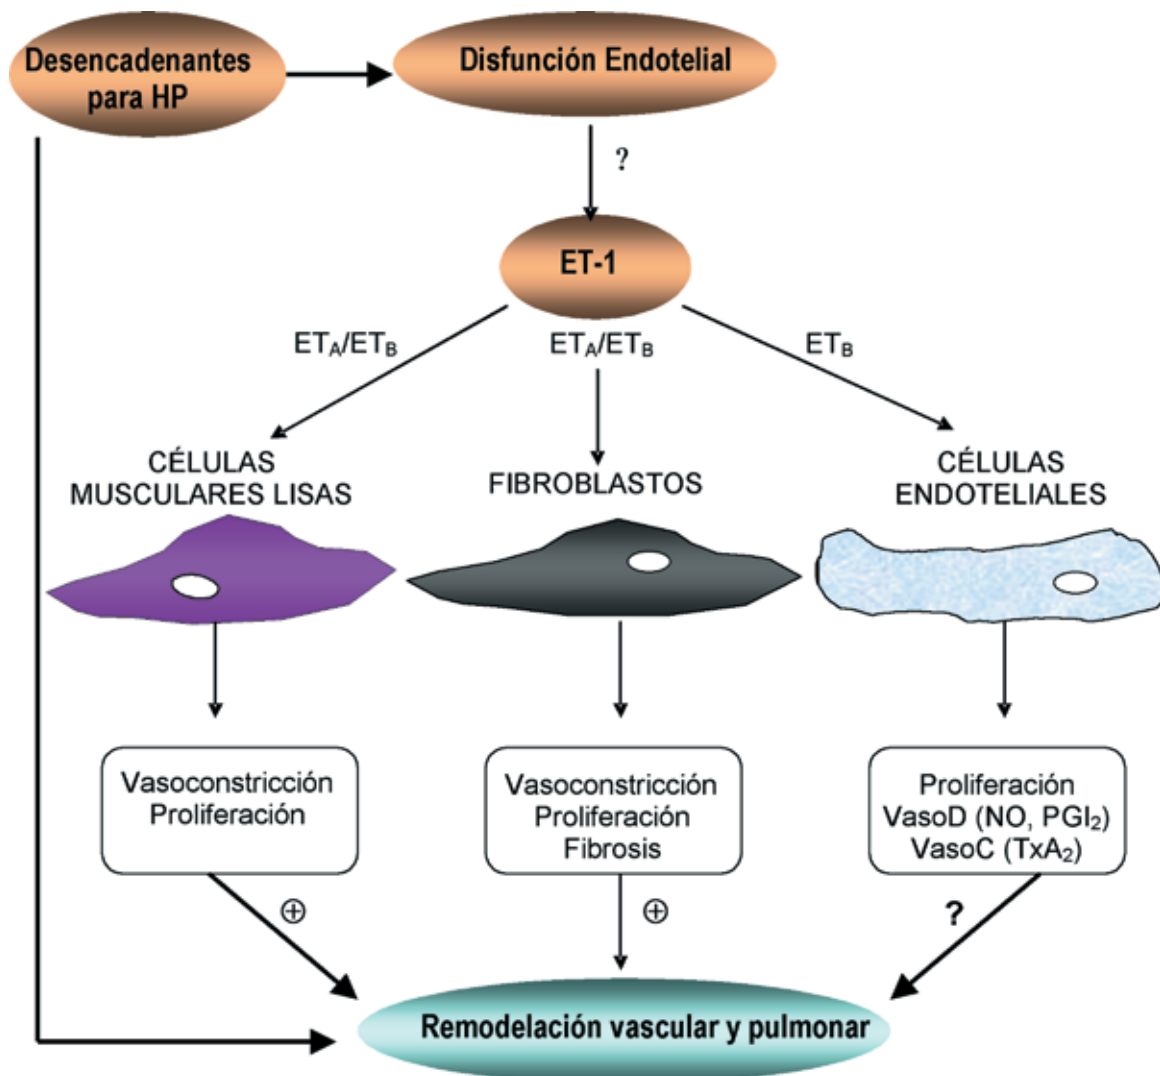 Desencadenantes
para HP
Disfunción Endotelial
?
ET-1
ETA/ETB
ETA/ETB
ETB
CÉLULAS
MUSCULARES LISAS
FIBROBLASTOS
CÉLULAS
ENDOTELIALES
Vasoconstricción
Proliferación
Vasoconstricción
Proliferación
Fibrosis
Proliferación
VasoD (NO, PGI₂)
VasoC (TxA₂)
⊕
⊕
?
Remodelación vascular y pulmonar